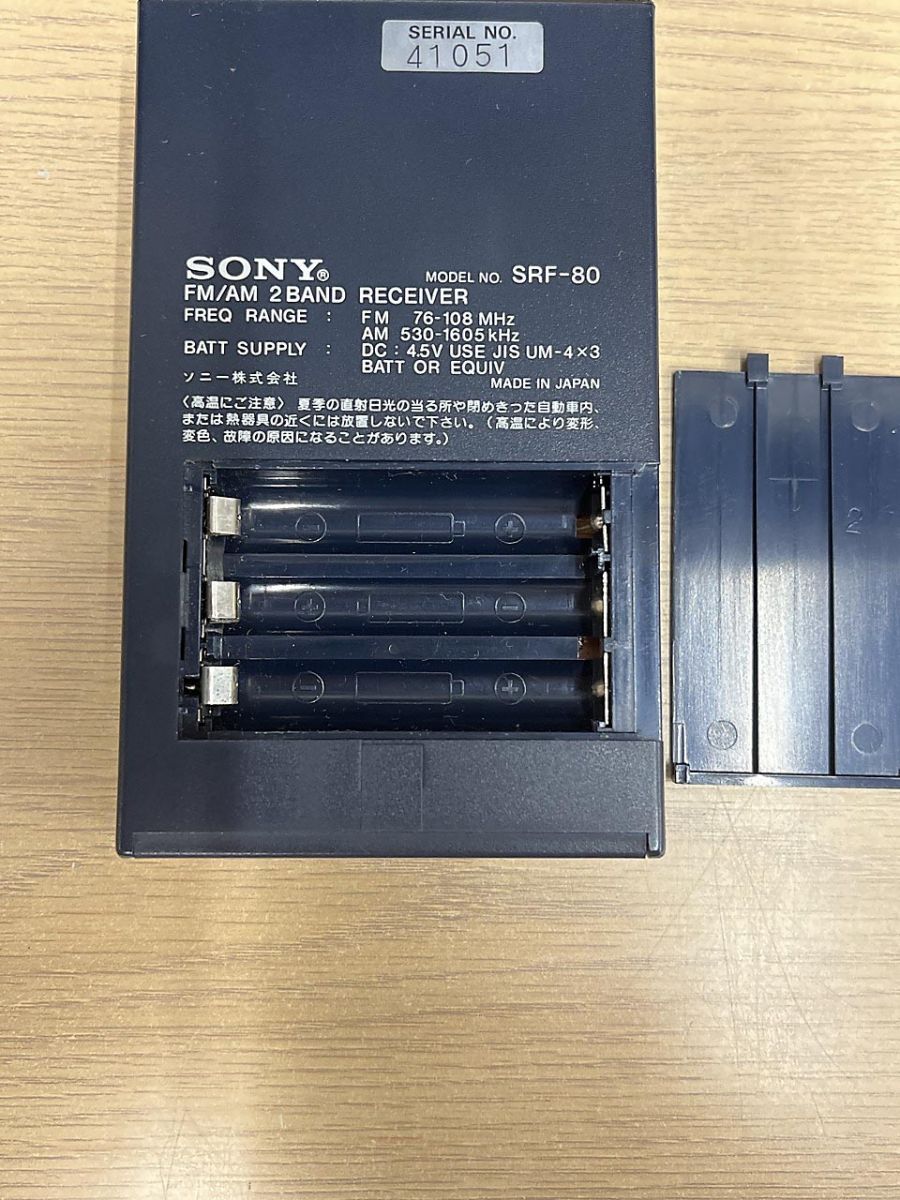 SERIAL NO.
41051
SONY®
MODEL NO. SRF-80
FM/AM 2 BAND RECEIVER
FREQ RANGE : FM 76-108 MHz
AM 530-1605 kHz
BATT SUPPLY : DC : 4.5V USE JIS UM-4×3
BATT OR EQUIV
ソニー株式会社
MADE IN JAPAN
〈高温にご注意〉 夏季の直射日光の当る所や閉めきった自動車内、
または熱器具の近くには放置しないで下さい。(高温により変形、
変色、故障の原因になることがあります。)
- +
+ -
- +
2